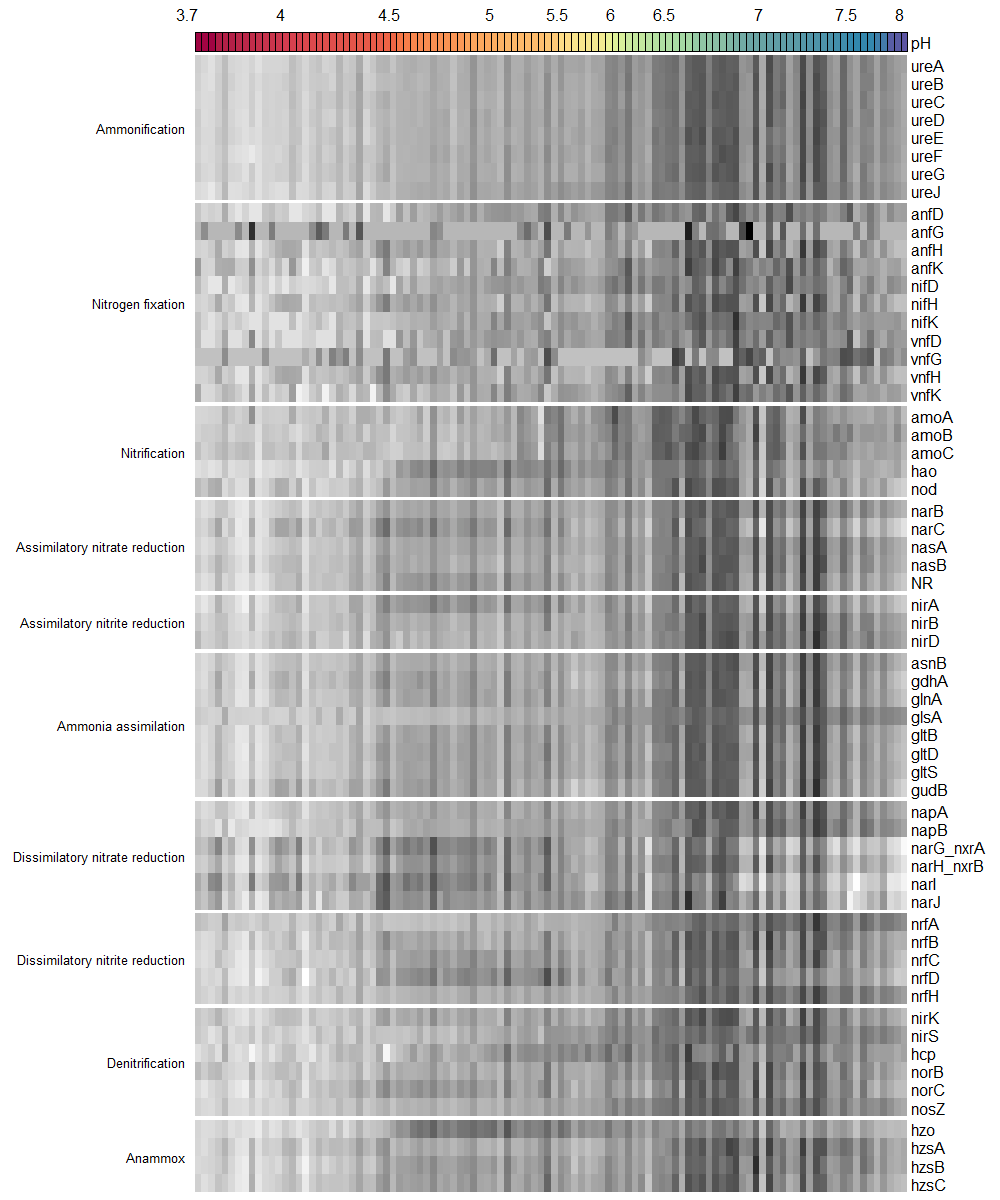 3.7 4 4.5 5 5.5 6 6.5 7 7.5 8
pH
Ammonification
ureA
ureB
ureC
ureD
ureE
ureF
ureG
ureJ
Nitrogen fixation
anfD
anfG
anfH
anfK
nifD
nifH
nifK
vnfD
vnfG
vnfH
vnfK
Nitrification
amoA
amoB
amoC
hao
nod
Assimilatory nitrate reduction
narB
narC
nasA
nasB
NR
Assimilatory nitrite reduction
nirA
nirB
nirD
Ammonia assimilation
asnB
gdhA
glnA
glsA
gltB
gltD
gltS
gudB
Dissimilatory nitrate reduction
napA
napB
narG_nxrA
narH_nxrB
narI
narJ
Dissimilatory nitrite reduction
nrfA
nrfB
nrfC
nrfD
nrfH
Denitrification
nirK
nirS
hcp
norB
norC
nosZ
Anammox
hzo
hzsA
hzsB
hzsC